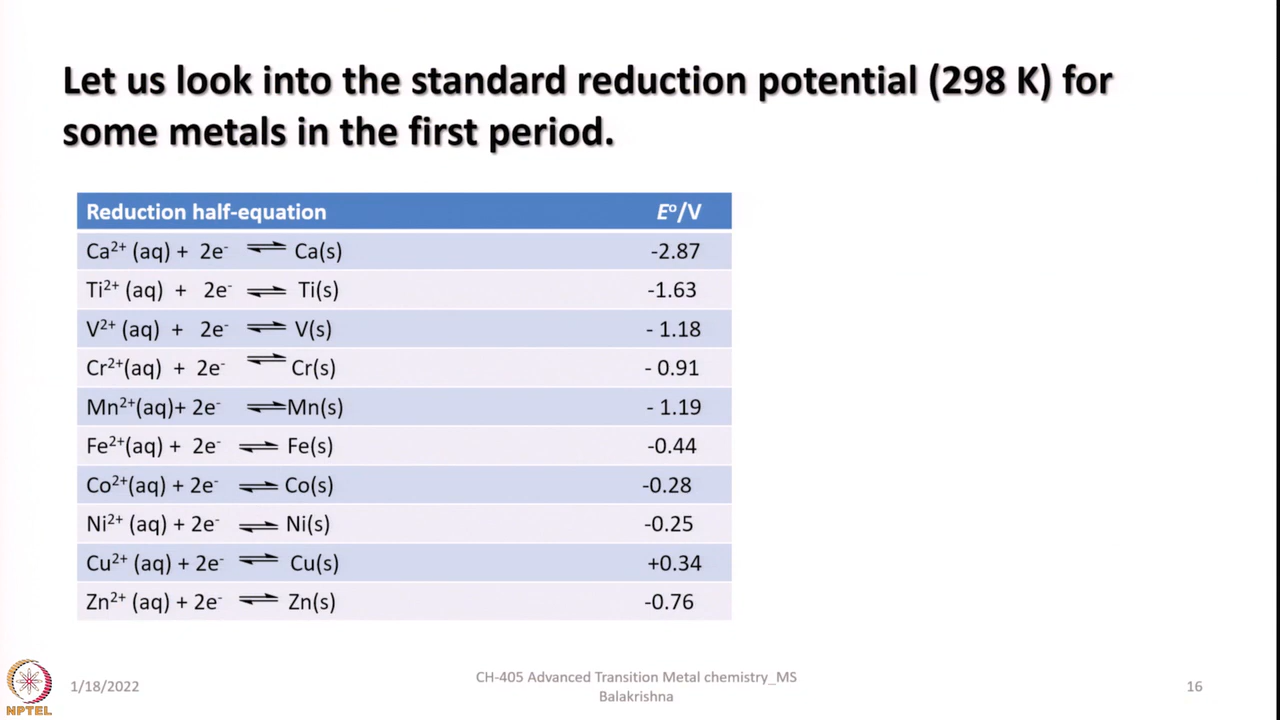 Let us look into the standard reduction potential (298 K) for
some metals in the first period.
Reduction half-equation E⁰/V
Ca²⁺ (aq) + 2e⁻ ⇌ Ca(s) -2.87
Ti²⁺ (aq) + 2e⁻ ⇌ Ti(s) -1.63
V²⁺ (aq) + 2e⁻ ⇌ V(s) - 1.18
Cr²⁺(aq) + 2e⁻ ⇌ Cr(s) - 0.91
Mn²⁺(aq)+ 2e⁻ ⇌Mn(s) - 1.19
Fe²⁺(aq) + 2e⁻ ⇌ Fe(s) -0.44
Co²⁺(aq) + 2e⁻ ⇌ Co(s) -0.28
Ni²⁺ (aq) + 2e⁻ ⇌ Ni(s) -0.25
Cu²⁺ (aq) + 2e⁻ ⇌ Cu(s) +0.34
Zn²⁺ (aq) + 2e⁻ ⇌ Zn(s) -0.76
NPTEL
1/18/2022
CH-405 Advanced Transition Metal chemistry_MS
Balakrishna
16